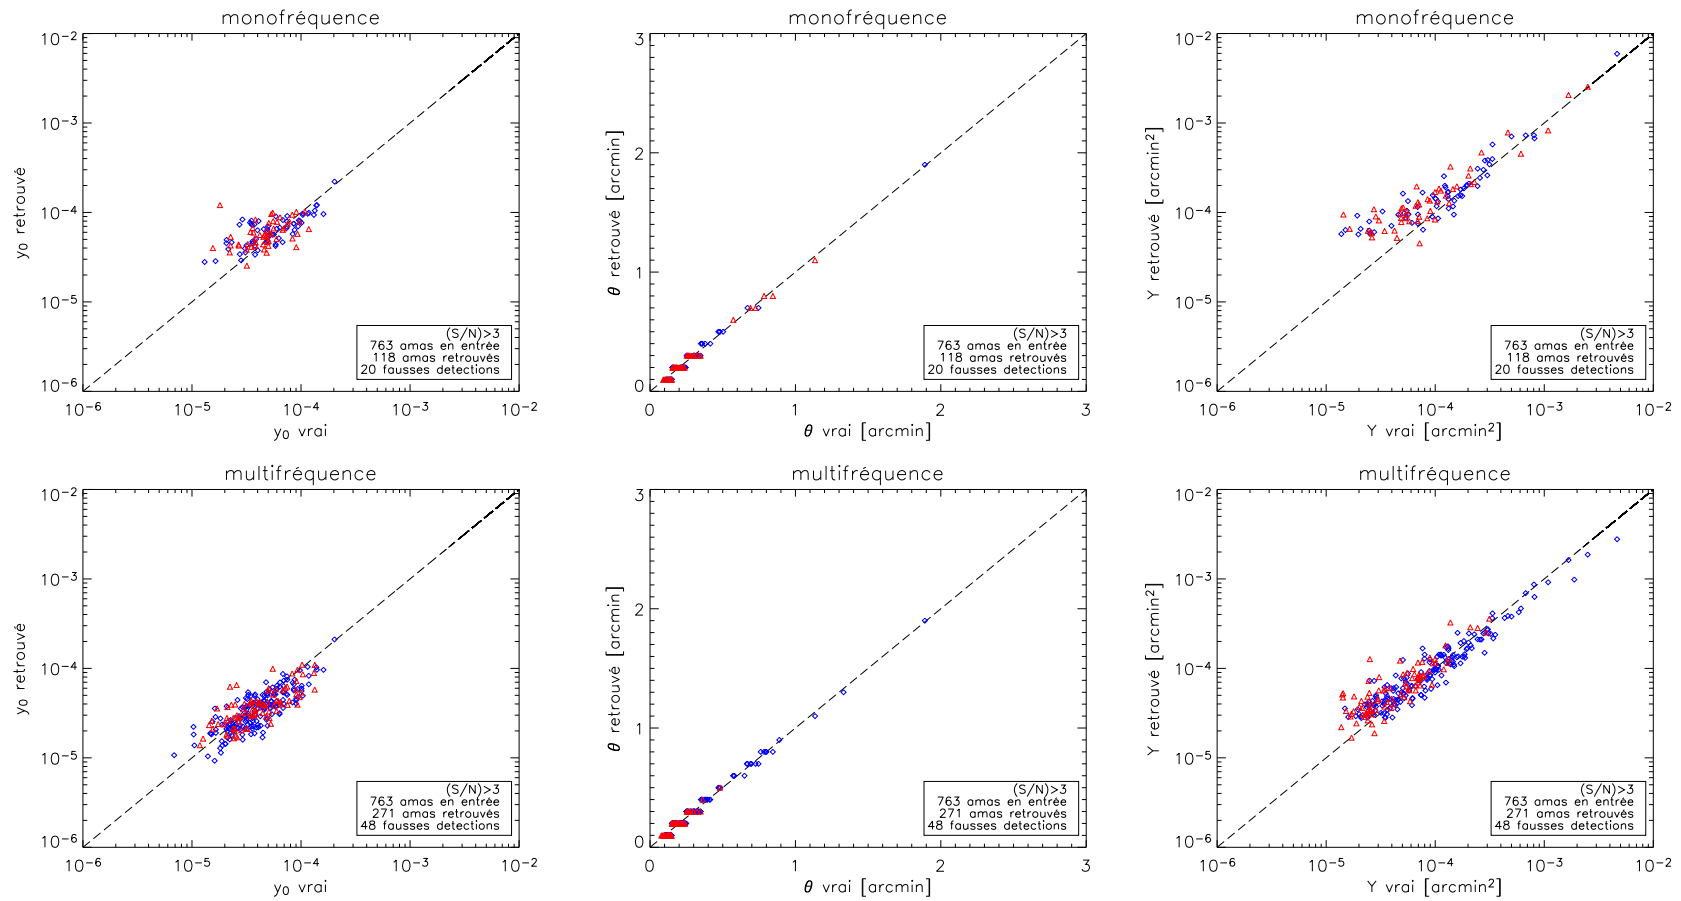 monofréquence
10⁻²
10⁻³
10⁻⁴
10⁻⁵
10⁻⁶
y₀ retrouvé
(S/N)>3
763 amas en entrée
118 amas retrouvés
20 fausses detections
10⁻⁶ 10⁻⁵ 10⁻⁴ 10⁻³ 10⁻²
y₀ vrai
monofréquence
3
2
1
0
θ retrouvé [arcmin]
(S/N)>3
763 amas en entrée
118 amas retrouvés
20 fausses detections
0 1 2 3
θ vrai [arcmin]
monofréquence
10⁻²
10⁻³
10⁻⁴
10⁻⁵
10⁻⁶
Y retrouvé [arcmin²]
(S/N)>3
763 amas en entrée
118 amas retrouvés
20 fausses detections
10⁻⁶ 10⁻⁵ 10⁻⁴ 10⁻³ 10⁻²
Y vrai [arcmin²]
multifréquence
10⁻²
10⁻³
10⁻⁴
10⁻⁵
10⁻⁶
y₀ retrouvé
(S/N)>3
763 amas en entrée
271 amas retrouvés
48 fausses detections
10⁻⁶ 10⁻⁵ 10⁻⁴ 10⁻³ 10⁻²
y₀ vrai
multifréquence
3
2
1
0
θ retrouvé [arcmin]
(S/N)>3
763 amas en entrée
271 amas retrouvés
48 fausses detections
0 1 2 3
θ vrai [arcmin]
multifréquence
10⁻²
10⁻³
10⁻⁴
10⁻⁵
10⁻⁶
Y retrouvé [arcmin²]
(S/N)>3
763 amas en entrée
271 amas retrouvés
48 fausses detections
10⁻⁶ 10⁻⁵ 10⁻⁴ 10⁻³ 10⁻²
Y vrai [arcmin²]